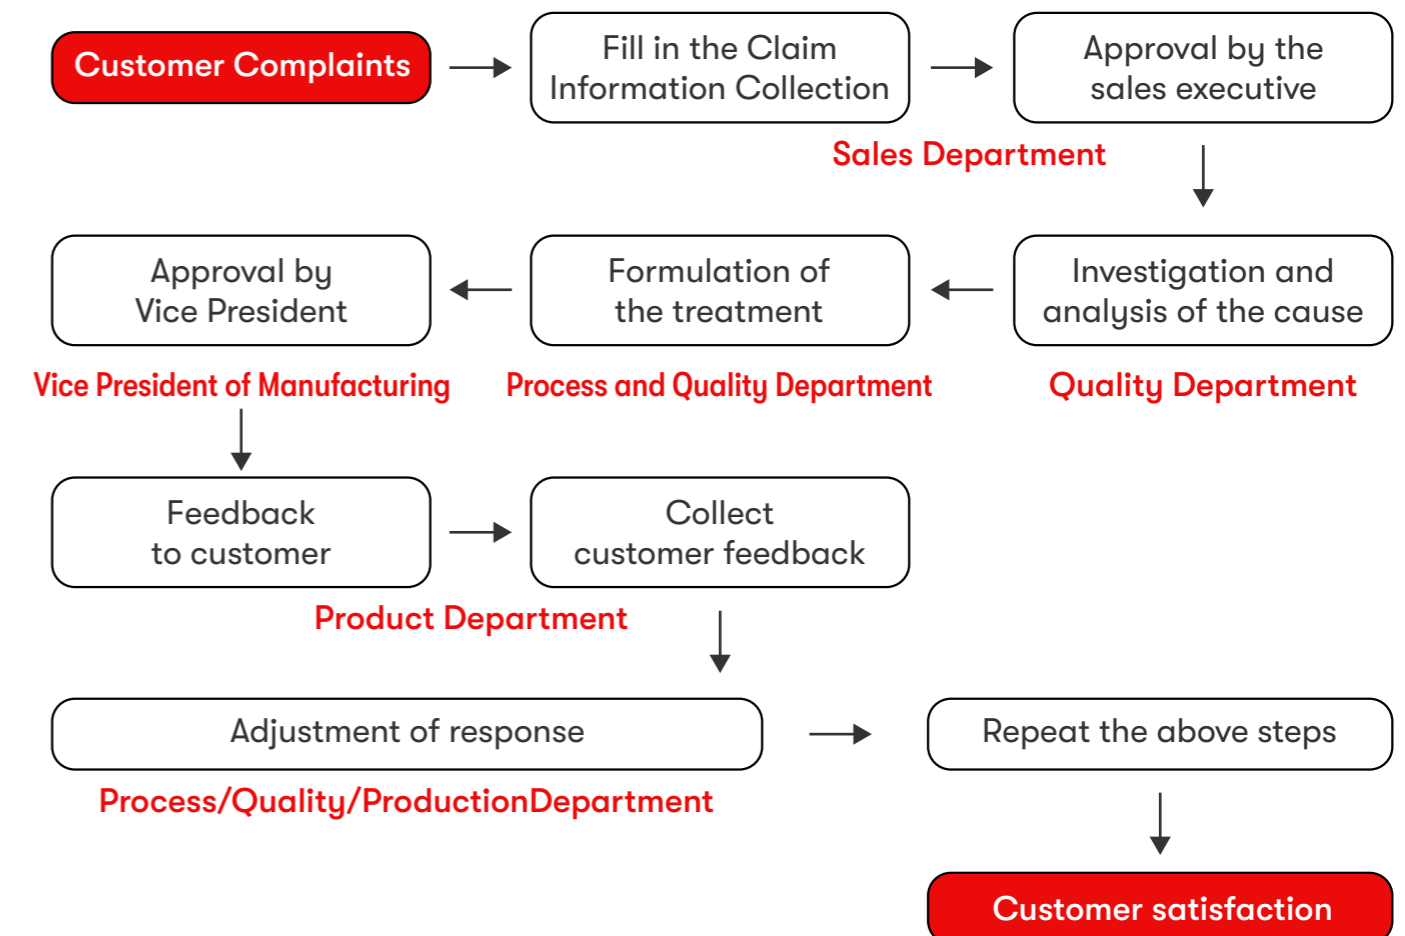 Customer Complaints
Fill in the Claim
Information Collection
Approval by the
sales executive
Sales Department
Approval by
Vice President
Formulation of
the treatment
Investigation and
analysis of the cause
Vice President of Manufacturing
Process and Quality Department
Quality Department
Feedback
to customer
Collect
customer feedback
Product Department
Adjustment of response
Repeat the above steps
Process/Quality/ProductionDepartment
Customer satisfaction